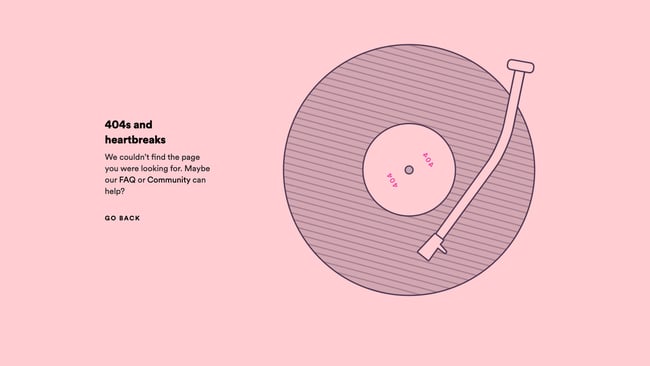 404s and
heartbreaks
We couldn't find the page
you were looking for. Maybe
our FAQ or Community can
help?
GO BACK
404
404